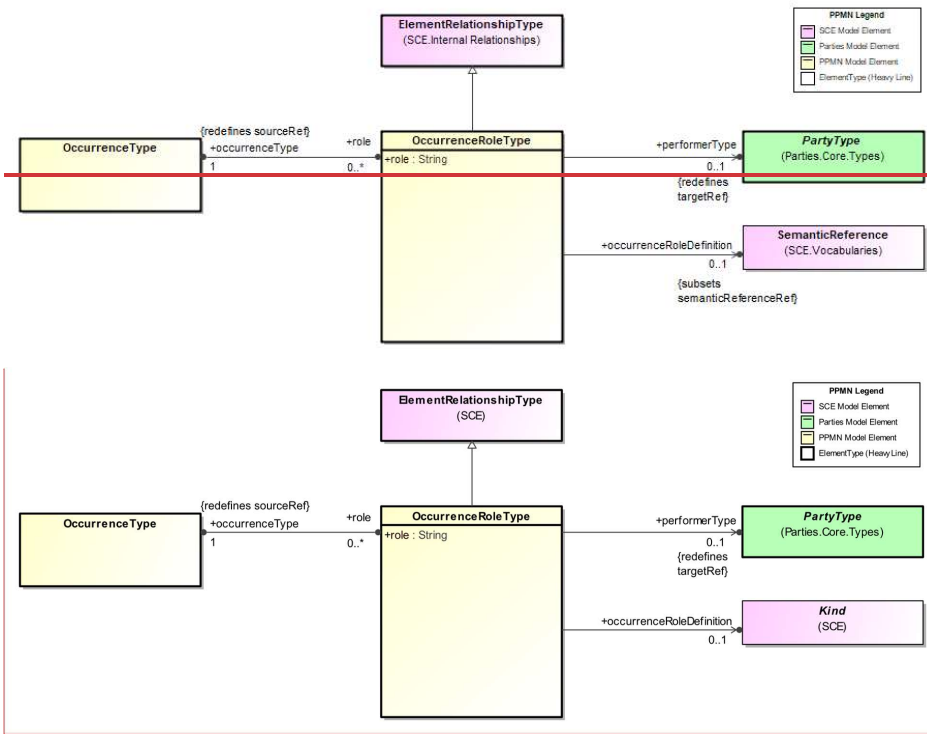 ElementRelationshipType
(SCE.Internal Relationships)
PPMN Legend
SCE Model Element
Parties Model Element
PPMN Model Element
ElementType (Heavy Line)
{redefines sourceRef}
OccurrenceType
+occurrenceType
1
+role
0..*
OccurrenceRoleType
+role : String
+performerType
0..1
{redefines
targetRef}
PartyType
(Parties.Core.Types)
+occurrenceRoleDefinition
0..1
{subsets
semanticReferenceRef}
SemanticReference
(SCE.Vocabularies)
ElementRelationshipType
(SCE)
PPMN Legend
SCE Model Element
Parties Model Element
PPMN Model Element
ElementType (Heavy Line)
{redefines sourceRef}
OccurrenceType
+occurrenceType
1
+role
0..*
OccurrenceRoleType
+role : String
+performerType
0..1
{redefines
targetRef}
PartyType
(Parties.Core.Types)
+occurrenceRoleDefinition
0..1
Kind
(SCE)